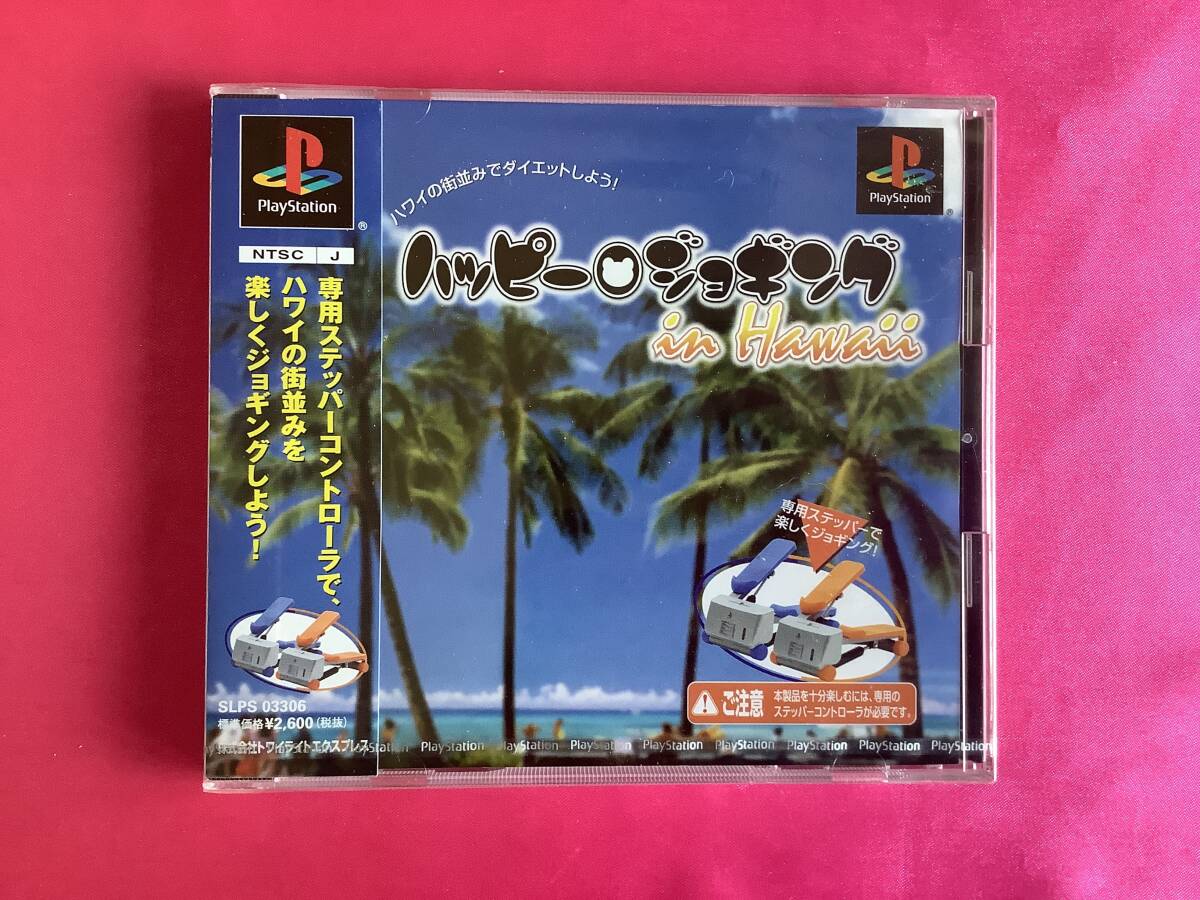 PlayStation
®
NTSC J
専用ステッパーコントローラで、
ハワイの街並みを
楽しくジョギングしよう!
SLPS 03306
標準価格¥2,600(税抜)
株式会社トワイライトエクスプレス
PlayStation
®
ハワイの街並みでダイエットしよう!
ハッピージョギング
in Hawaii
専用ステッパーで
楽しくジョギング!
ご注意
本製品を十分楽しむには、専用の
ステッパーコントローラが必要です。
PlayStation PlayStation PlayStation PlayStation PlayStation PlayStation PlayStation PlayStation